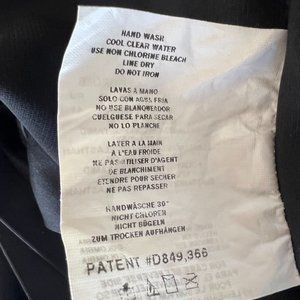 HAND WASH
COOL CLEAR WATER
USE NON CHLORINE BLEACH
LINE DRY
DO NOT IRON
LAVAS A MANO
SOLO CON AGUA FRIA
NO USE BLANQWEADOR
CUELGUESE PARA SECAR
NO LO PLANCHE
LATER A LA MAIN
A L'EAU FROIDE
NE PAS UTILISER D'AGENT
DE BLANCHIMENT
ETENDRE POUR SECHER
NE PAS REPASSER
HANDWÄSCHE 30°
NICHT CHLOREN
NICHT BÜGELN
ZUM TROCKEN AUFHÄNGEN
PATENT #D849,366